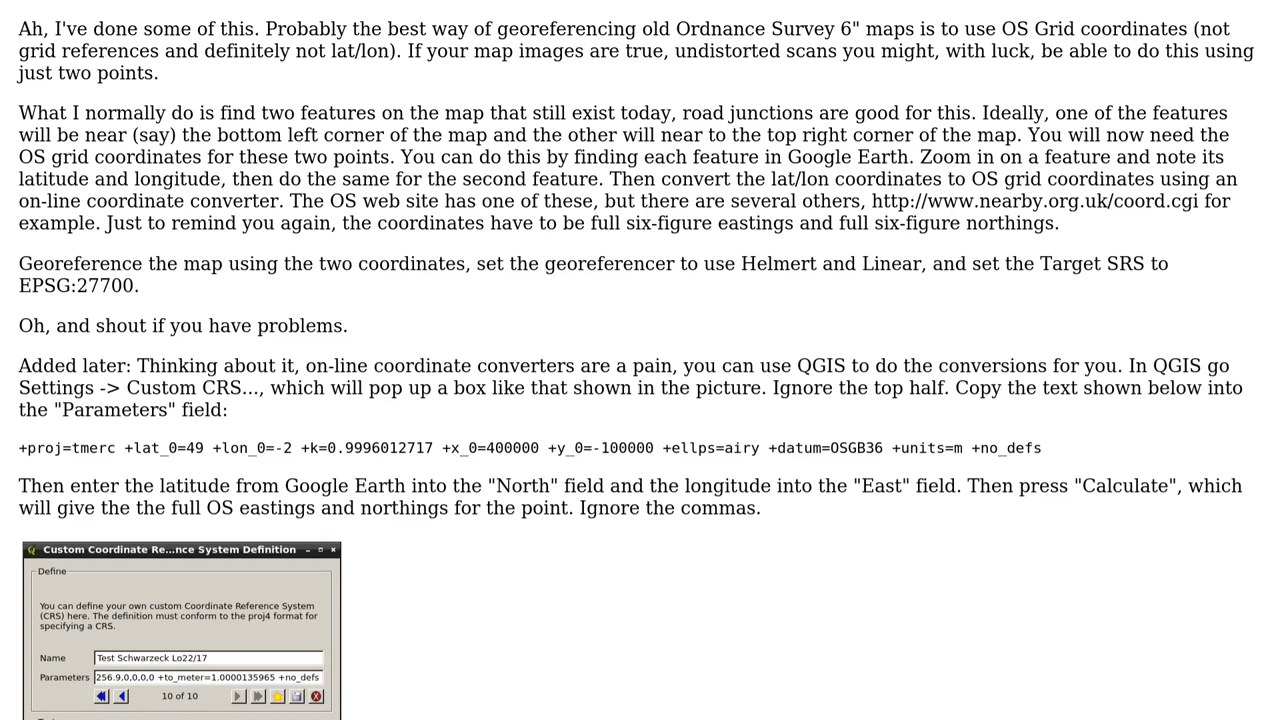 Ah, I've done some of this. Probably the best way of georeferencing old Ordnance Survey 6" maps is to use OS Grid coordinates (not
grid references and definitely not lat/lon). If your map images are true, undistorted scans you might, with luck, be able to do this using
just two points.
What I normally do is find two features on the map that still exist today, road junctions are good for this. Ideally, one of the features
will be near (say) the bottom left corner of the map and the other will near to the top right corner of the map. You will now need the
OS grid coordinates for these two points. You can do this by finding each feature in Google Earth. Zoom in on a feature and note its
latitude and longitude, then do the same for the second feature. Then convert the lat/lon coordinates to OS grid coordinates using an
on-line coordinate converter. The OS web site has one of these, but there are several others, http://www.nearby.org.uk/coord.cgi for
example. Just to remind you again, the coordinates have to be full six-figure eastings and full six-figure northings.
Georeference the map using the two coordinates, set the georeferencer to use Helmert and Linear, and set the Target SRS to
EPSG:27700.
Oh, and shout if you have problems.
Added later: Thinking about it, on-line coordinate converters are a pain, you can use QGIS to do the conversions for you. In QGIS go
Settings -> Custom CRS..., which will pop up a box like that shown in the picture. Ignore the top half. Copy the text shown below into
the "Parameters" field:
+proj=tmerc +lat_0=49 +lon_0=-2 +k=0.9996012717 +x_0=400000 +y_0=-100000 +ellps=airy +datum=OSGB36 +units=m +no_defs
Then enter the latitude from Google Earth into the "North" field and the longitude into the "East" field. Then press "Calculate", which
will give the the full OS eastings and northings for the point. Ignore the commas.
Custom Coordinate Re...nce System Definition
Define
You can define your own custom Coordinate Reference System
(CRS) here. The definition must conform to the proj4 format for
specifying a CRS.
Name Test Schwarzeck Lo22/17
Parameters 256.9,0,0,0,0 +to_meter=1.0000135965 +no_defs
10 of 10